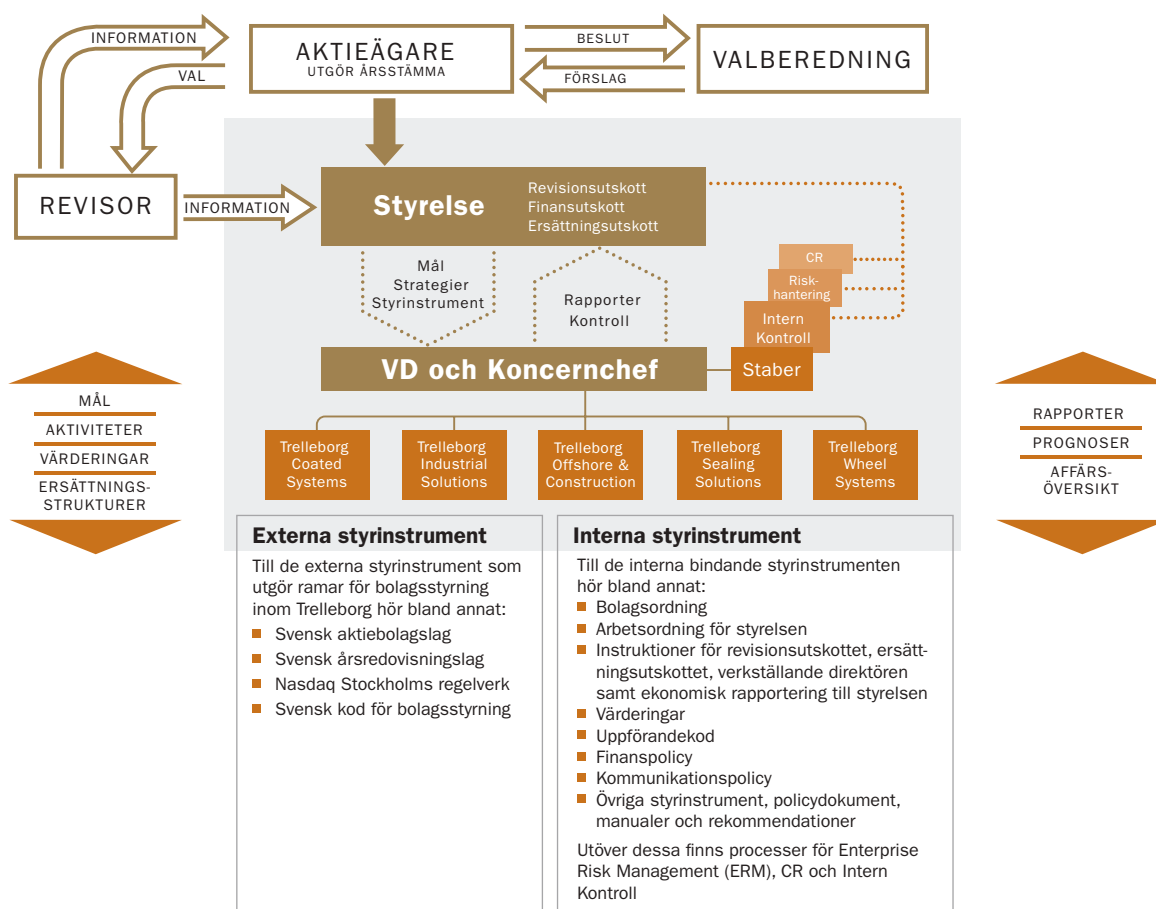 INFORMATION
AKTIEÄGARE
UTGÖR ÅRSSTÄMMA
BESLUT
VALBEREDNING
VAL
FÖRSLAG
REVISOR
INFORMATION
Styrelse
Revisionsutskott
Finansutskott
Ersättningsutskott
Mål
Strategier
Styrinstrument
Rapporter
Kontroll
CR
Risk-
hantering
Intern
Kontroll
VD och Koncernchef
Staber
MÅL
AKTIVITETER
VÄRDERINGAR
ERSÄTTNINGS-
STRUKTURER
RAPPORTER
PROGNOSER
AFFÄRS-
ÖVERSIKT
Trelleborg
Coated
Systems
Trelleborg
Industrial
Solutions
Trelleborg
Offshore &
Construction
Trelleborg
Sealing
Solutions
Trelleborg
Wheel
Systems
Externa styrinstrument
Till de externa styrinstrument som
utgör ramar för bolagsstyrning
inom Trelleborg hör bland annat:
Svensk aktiebolagslag
Svensk årsredovisningslag
Nasdaq Stockholms regelverk
Svensk kod för bolagsstyrning
Interna styrinstrument
Till de interna bindande styrinstrumenten
hör bland annat:
Bolagsordning
Arbetsordning för styrelsen
Instruktioner för revisionsutskottet, ersätt-
ningsutskottet, verkställande direktören
samt ekonomisk rapportering till styrelsen
Värderingar
Uppförandekod
Finanspolicy
Kommunikationspolicy
Övriga styrinstrument, policydokument,
manualer och rekommendationer
Utöver dessa finns processer för Enterprise
Risk Management (ERM), CR och Intern
Kontroll